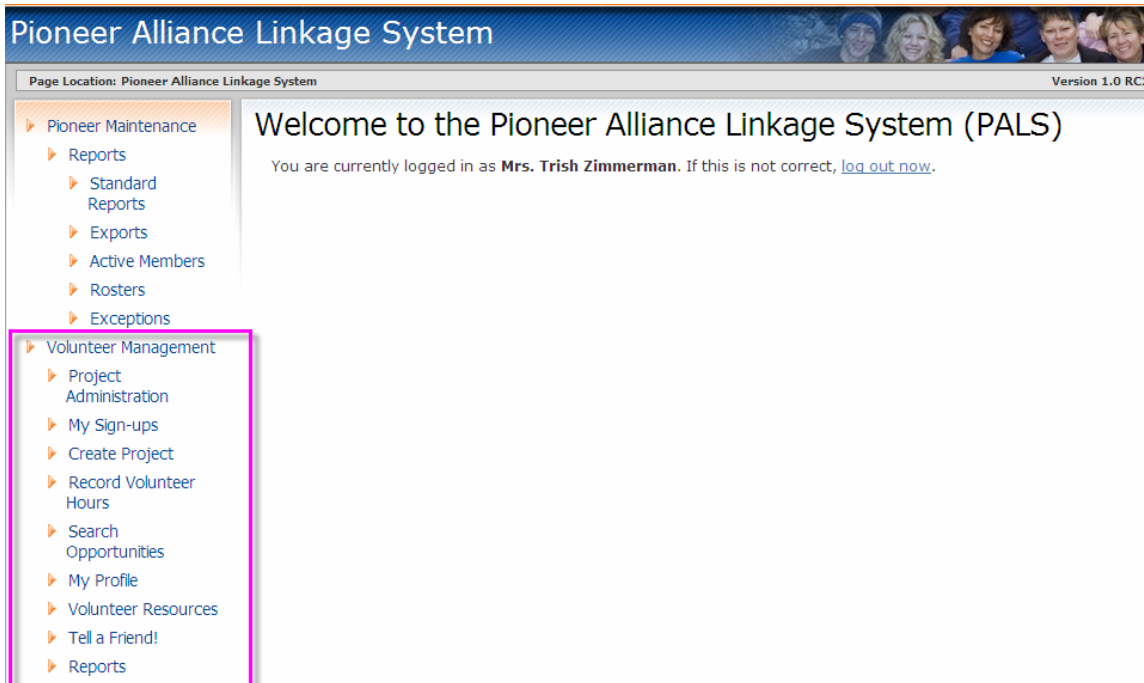 Pioneer Alliance Linkage System
Page Location: Pioneer Alliance Linkage System
Version 1.0 RC
Pioneer Maintenance
Reports
Standard
Reports
Exports
Active Members
Rosters
Exceptions
Volunteer Management
Project
Administration
My Sign-ups
Create Project
Record Volunteer
Hours
Search
Opportunities
My Profile
Volunteer Resources
Tell a Friend!
Reports
Welcome to the Pioneer Alliance Linkage System (PALS)
You are currently logged in as Mrs. Trish Zimmerman. If this is not correct, log out now.